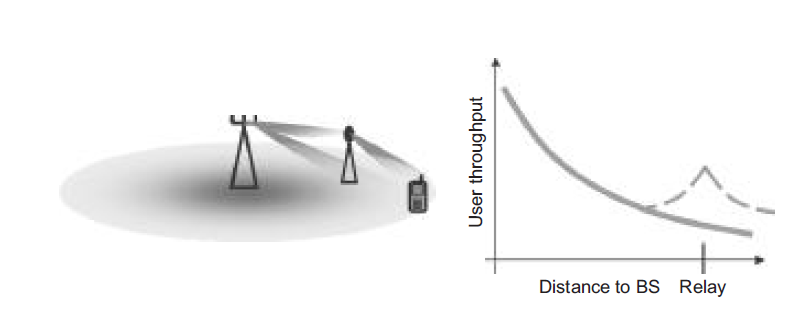 User throughput
Distance to BS
Relay